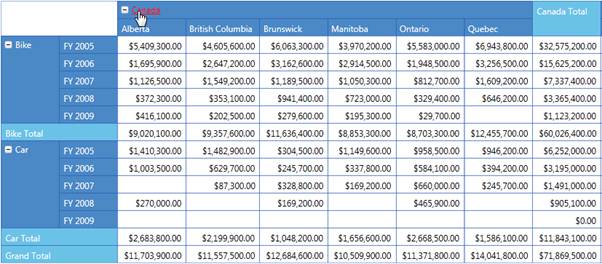 Canada Canada Total
Alberta British Columbia Brunswick Manitoba Ontario Quebec
Bike FY 2005 $5,409,300.00 $4,605,600.00 $6,063,300.00 $3,970,200.00 $5,583,000.00 $6,943,800.00 $32,575,200.00
FY 2006 $1,695,900.00 $2,647,200.00 $3,162,600.00 $2,914,500.00 $1,948,500.00 $3,256,500.00 $15,625,200.00
FY 2007 $1,126,500.00 $1,549,200.00 $1,189,500.00 $1,050,300.00 $812,700.00 $1,609,200.00 $7,337,400.00
FY 2008 $372,300.00 $353,100.00 $941,400.00 $723,000.00 $329,400.00 $646,200.00 $3,365,400.00
FY 2009 $416,100.00 $202,500.00 $279,600.00 $195,300.00 $29,700.00 $1,123,200.00
Bike Total $9,020,100.00 $9,357,600.00 $11,636,400.00 $8,853,300.00 $8,703,300.00 $12,455,700.00 $60,026,400.00
Car FY 2005 $1,410,300.00 $1,482,900.00 $304,500.00 $1,149,600.00 $958,500.00 $946,200.00 $6,252,000.00
FY 2006 $1,003,500.00 $629,700.00 $245,700.00 $337,800.00 $584,100.00 $394,200.00 $3,195,000.00
FY 2007 $87,300.00 $328,800.00 $169,200.00 $660,000.00 $245,700.00 $1,491,000.00
FY 2008 $270,000.00 $169,200.00 $465,900.00 $905,100.00
FY 2009 $0.00
Car Total $2,683,800.00 $2,199,900.00 $1,048,200.00 $1,656,600.00 $2,668,500.00 $1,586,100.00 $11,843,100.00
Grand Total $11,703,900.00 $11,557,500.00 $12,684,600.00 $10,509,900.00 $11,371,800.00 $14,041,800.00 $71,869,500.00